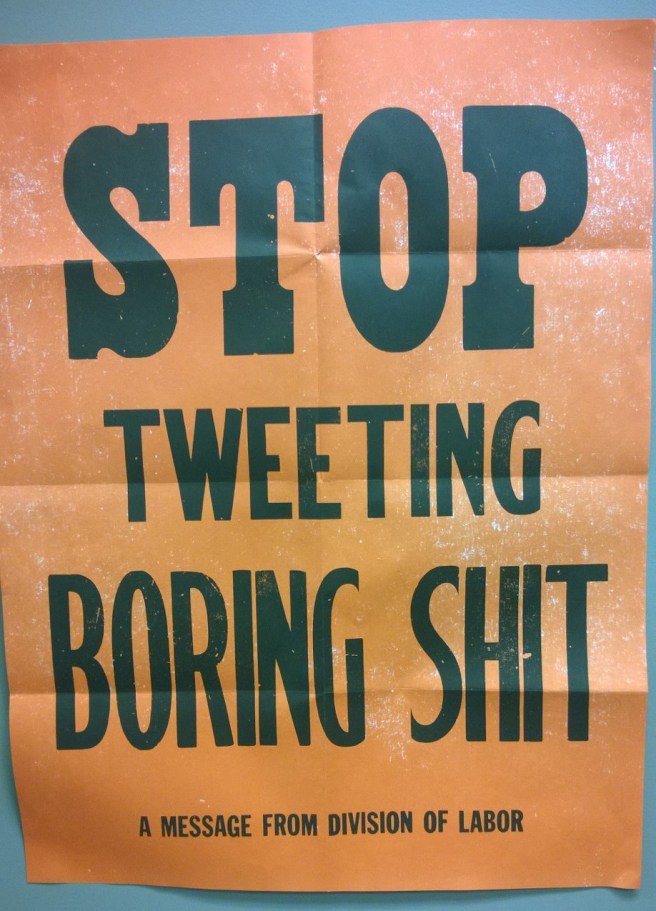 STOP
TWEETING
BORING SHIT
A MESSAGE FROM DIVISION OF LABOR